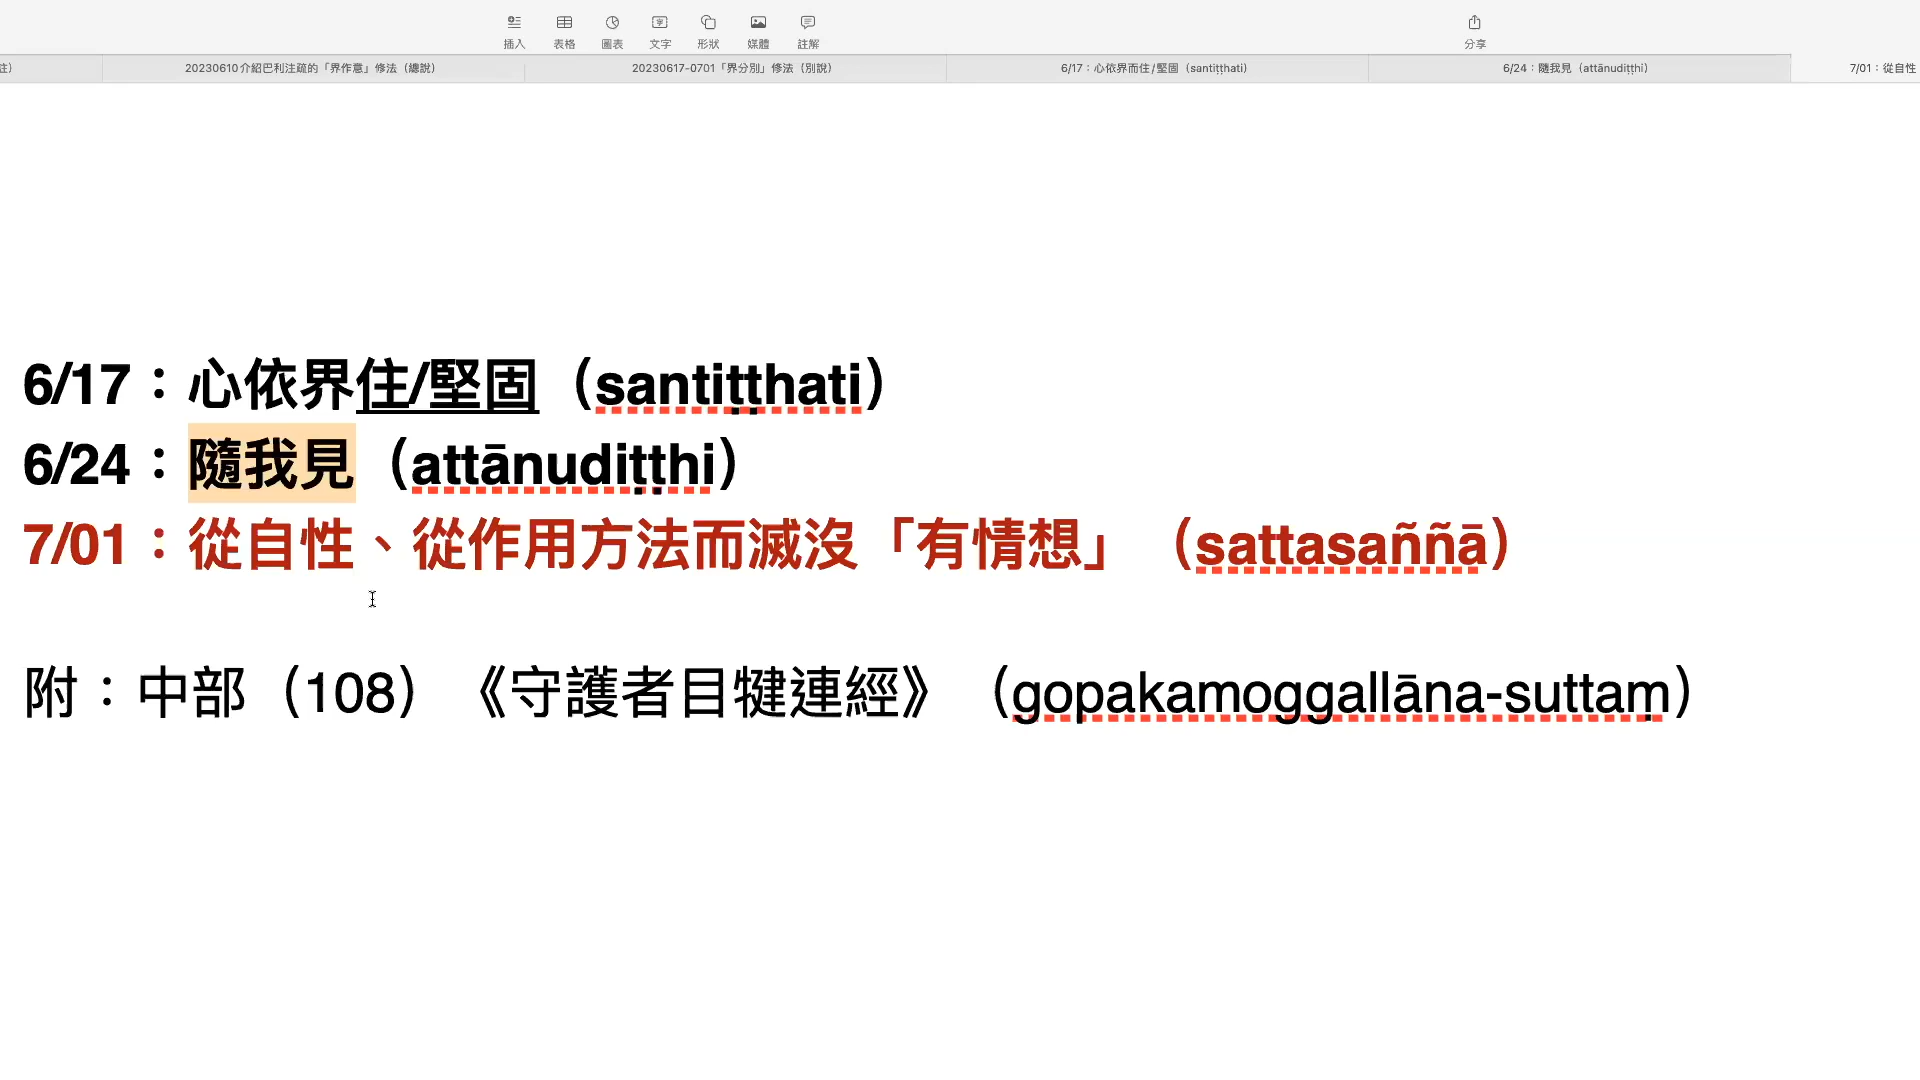 插入 表格 圖表 文字 形狀 媒體 註解 分享
註） 20230610介紹巴利注疏的「界作意」修法（總說） 20230617-0701「界分別」修法（別說） 6/17：心依界而住/堅固（santiṭṭhati） 6/24：隨我見（attānudiṭṭhi） 7/01：從自性
6/17：心依界住/堅固（santiṭṭhati）
6/24：隨我見（attānudiṭṭhi）
7/01：從自性、從作用方法而滅沒「有情想」（sattasaññā）
附：中部（108）《守護者目犍連經》（gopakamoggallāna-suttaṃ）